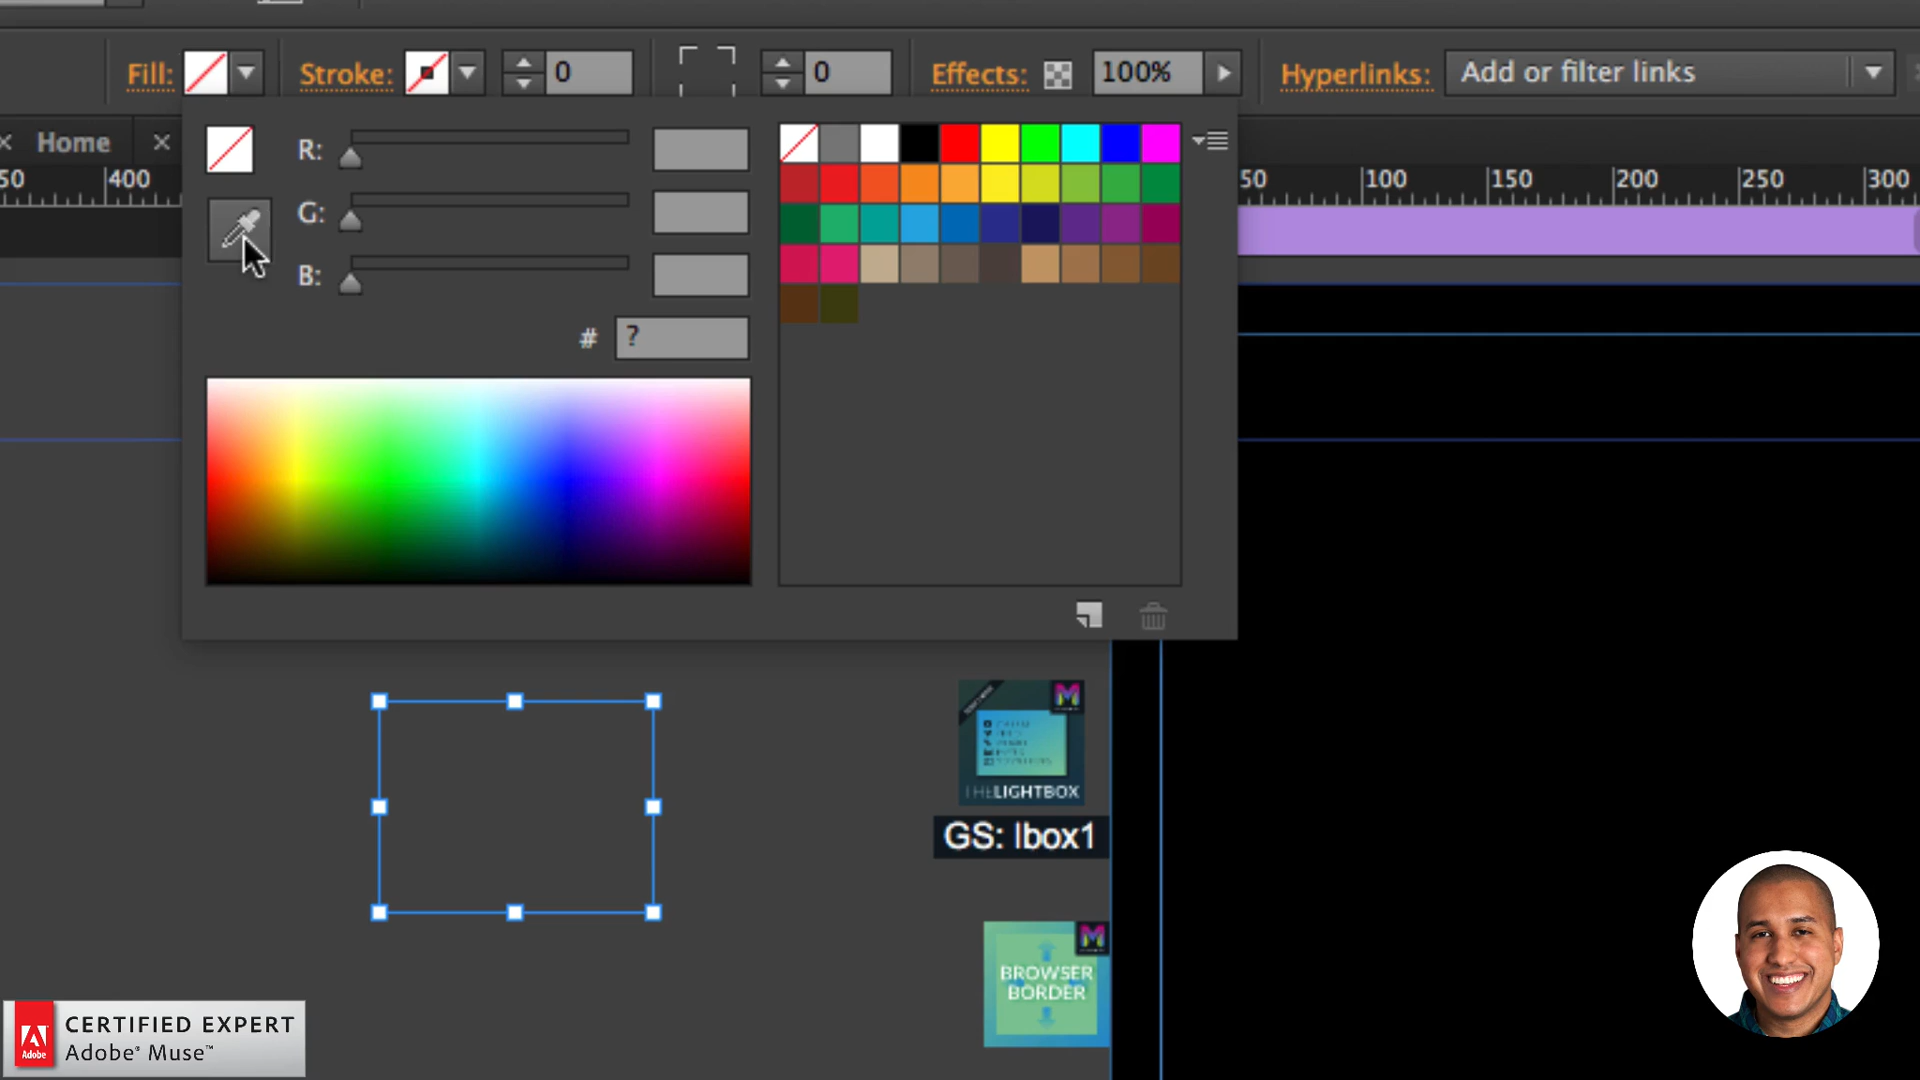 Fill:
Stroke:
0
0
Effects:
100%
Hyperlinks:
Add or filter links
Home
50
400
50
100
150
200
250
300
R:
G:
B:
#
?
THELIGHTBOX
GS: lbox1
BROWSER
BORDER
Adobe
CERTIFIED EXPERT
Adobe® Muse™